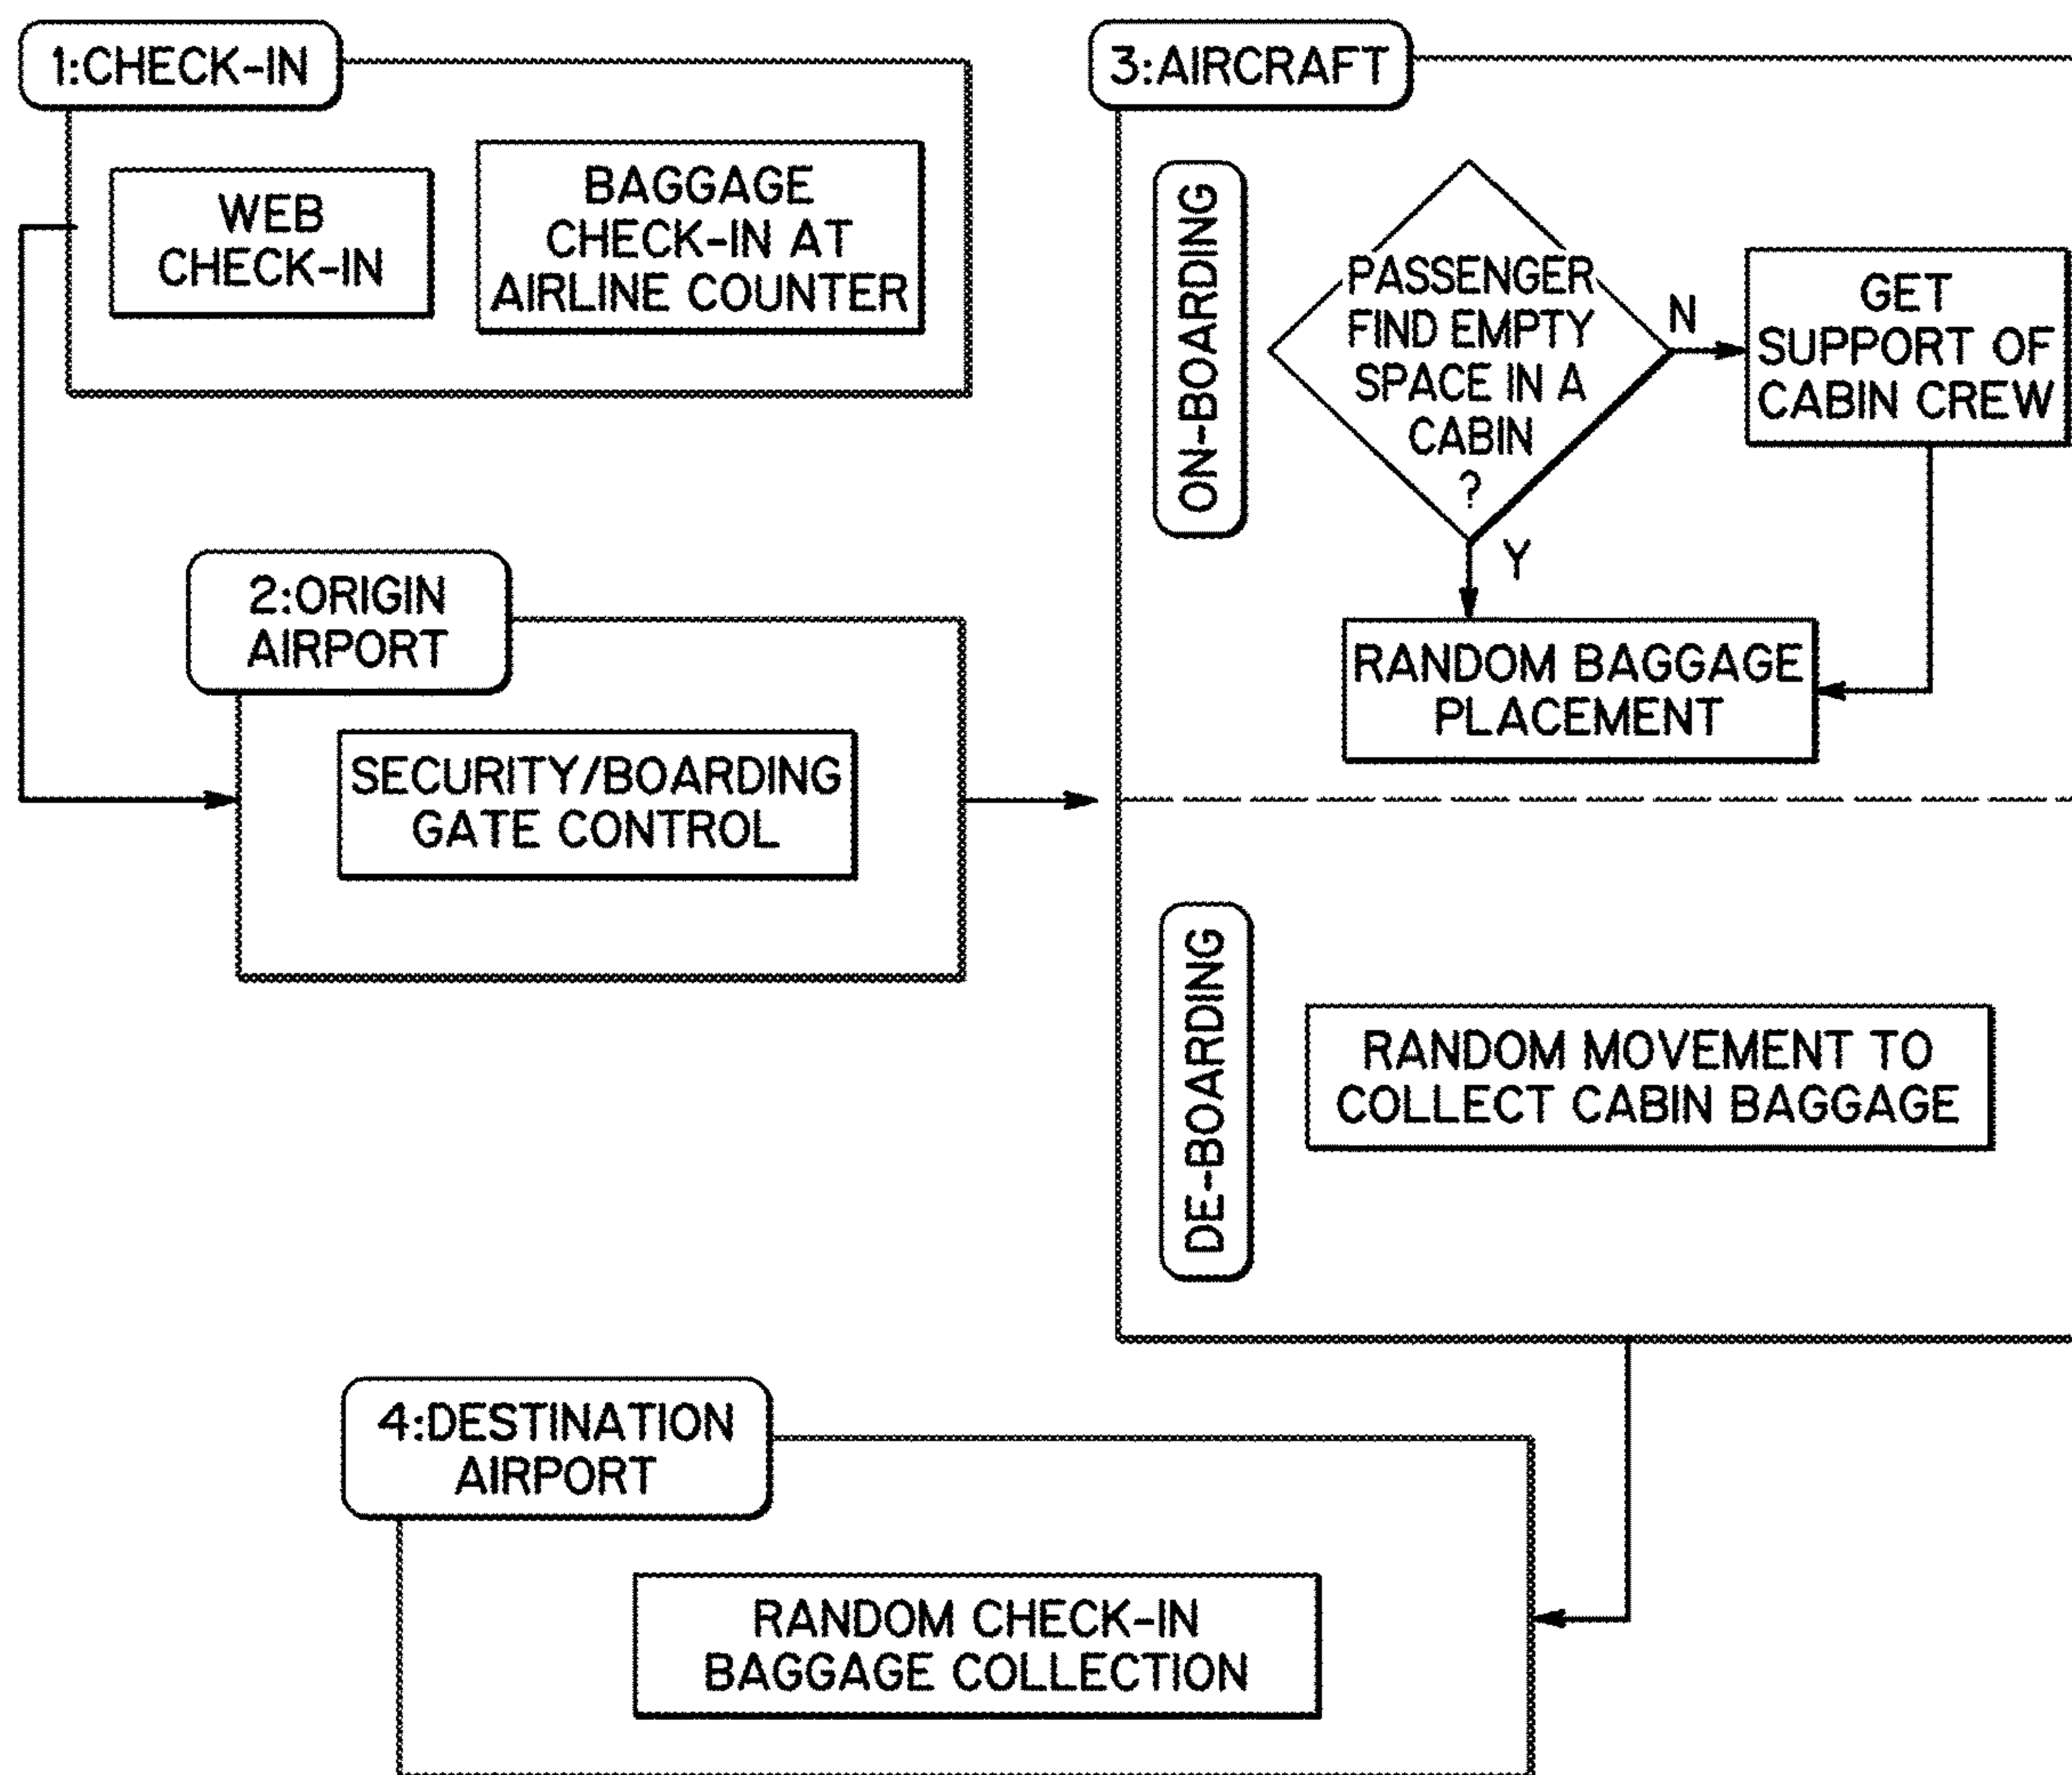 1:CHECK-IN
WEB
CHECK-IN
BAGGAGE
CHECK-IN AT
AIRLINE COUNTER
2:ORIGIN
AIRPORT
SECURITY/BOARDING
GATE CONTROL
3:AIRCRAFT
ON-BOARDING
PASSENGER
FIND EMPTY
SPACE IN A
CABIN
?
N
GET
SUPPORT OF
CABIN CREW
Y
RANDOM BAGGAGE
PLACEMENT
DE-BOARDING
RANDOM MOVEMENT TO
COLLECT CABIN BAGGAGE
4:DESTINATION
AIRPORT
RANDOM CHECK-IN
BAGGAGE COLLECTION